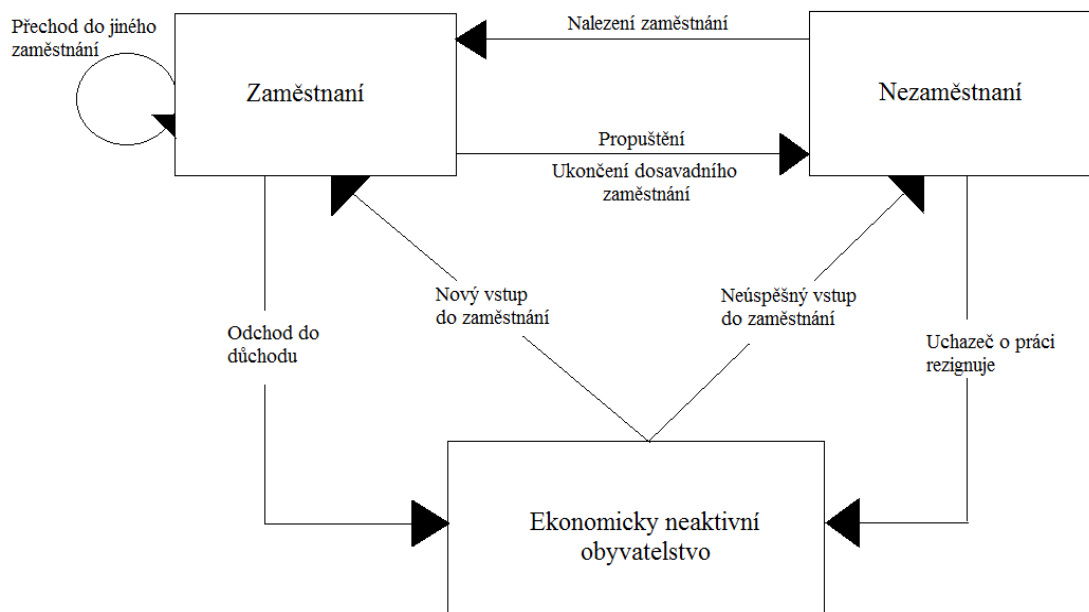 Přechod do jiného
zaměstnání
Nalezení zaměstnání
Zaměstnaní
Nezaměstnaní
Propuštění
Ukončení dosavadního
zaměstnání
Nový vstup
do zaměstnání
Neúspěšný vstup
do zaměstnání
Odchod do
důchodu
Uchazeč o práci
rezignuje
Ekonomicky neaktivní
obyvatelstvo